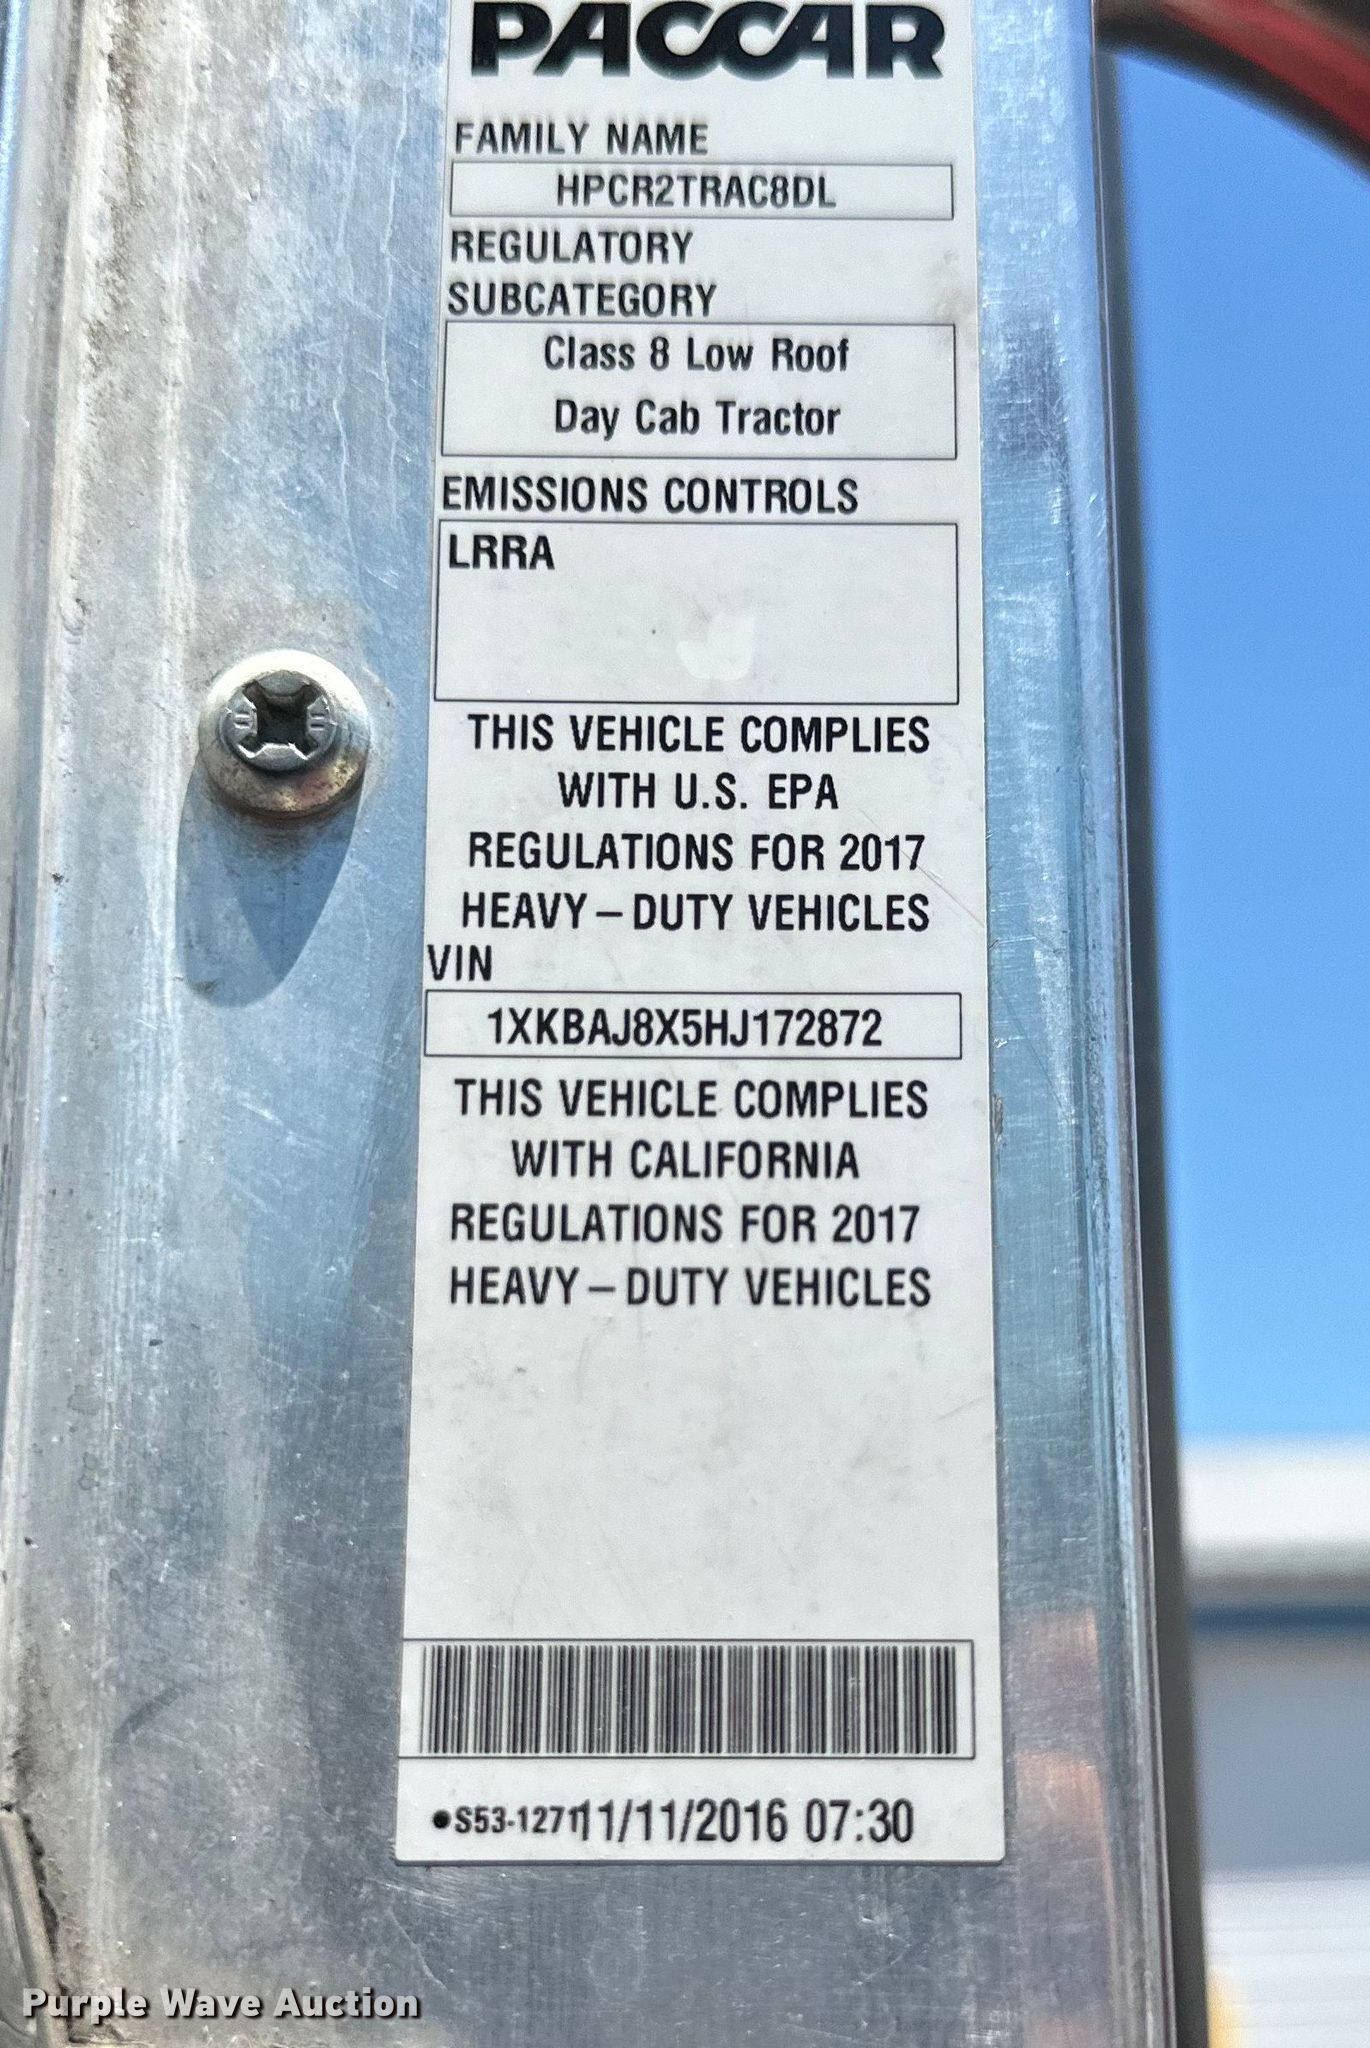 PACCAR
FAMILY NAME
HPCR2TRAC8DL
REGULATORY
SUBCATEGORY
Class 8 Low Roof
Day Cab Tractor
EMISSIONS CONTROLS
LRRA
THIS VEHICLE COMPLIES
WITH U.S. EPA
REGULATIONS FOR 2017
HEAVY – DUTY VEHICLES
VIN
1XKBAJ8X5HJ172872
THIS VEHICLE COMPLIES
WITH CALIFORNIA
REGULATIONS FOR 2017
HEAVY – DUTY VEHICLES
●S53-1271 11/11/2016 07:30
Purple Wave Auction